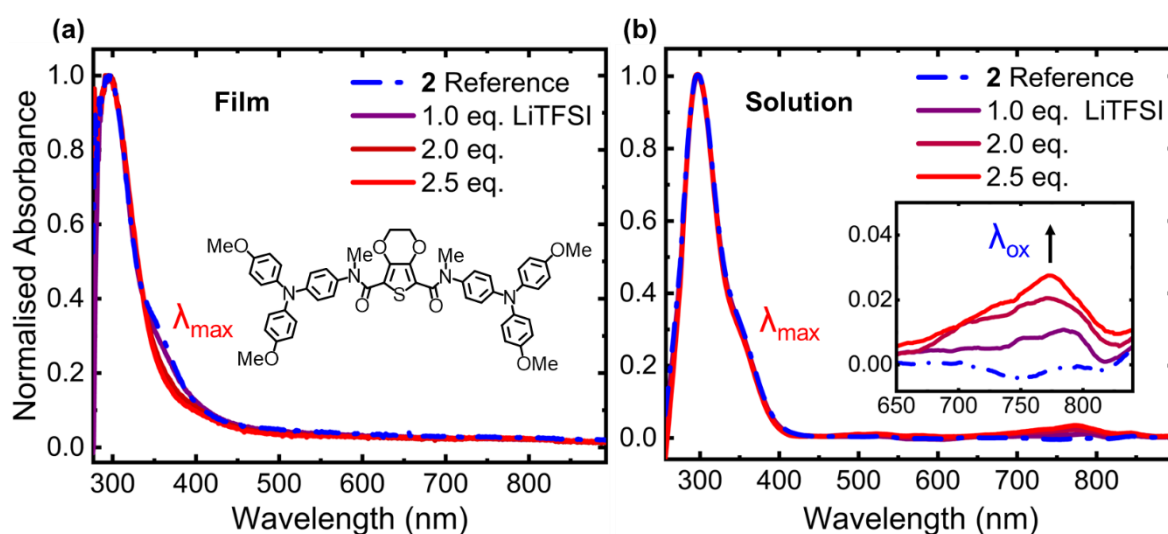 (a)
Normalised Absorbance
1.0
0.8
0.6
0.4
0.2
0.0
Film
2 Reference
1.0 eq. LiTFSI
2.0 eq.
2.5 eq.
λmax
MeO
N
MeO
Me
N
O
O
O
S
O
Me
N
N
OMe
OMe
300 400 500 600 700 800
Wavelength (nm)
(b)
1.0
0.8
0.6
0.4
0.2
0.0
Solution
2 Reference
1.0 eq. LiTFSI
2.0 eq.
2.5 eq.
λmax
0.04
0.02
0.00
λox
650 700 750 800
300 400 500 600 700 800
Wavelength (nm)